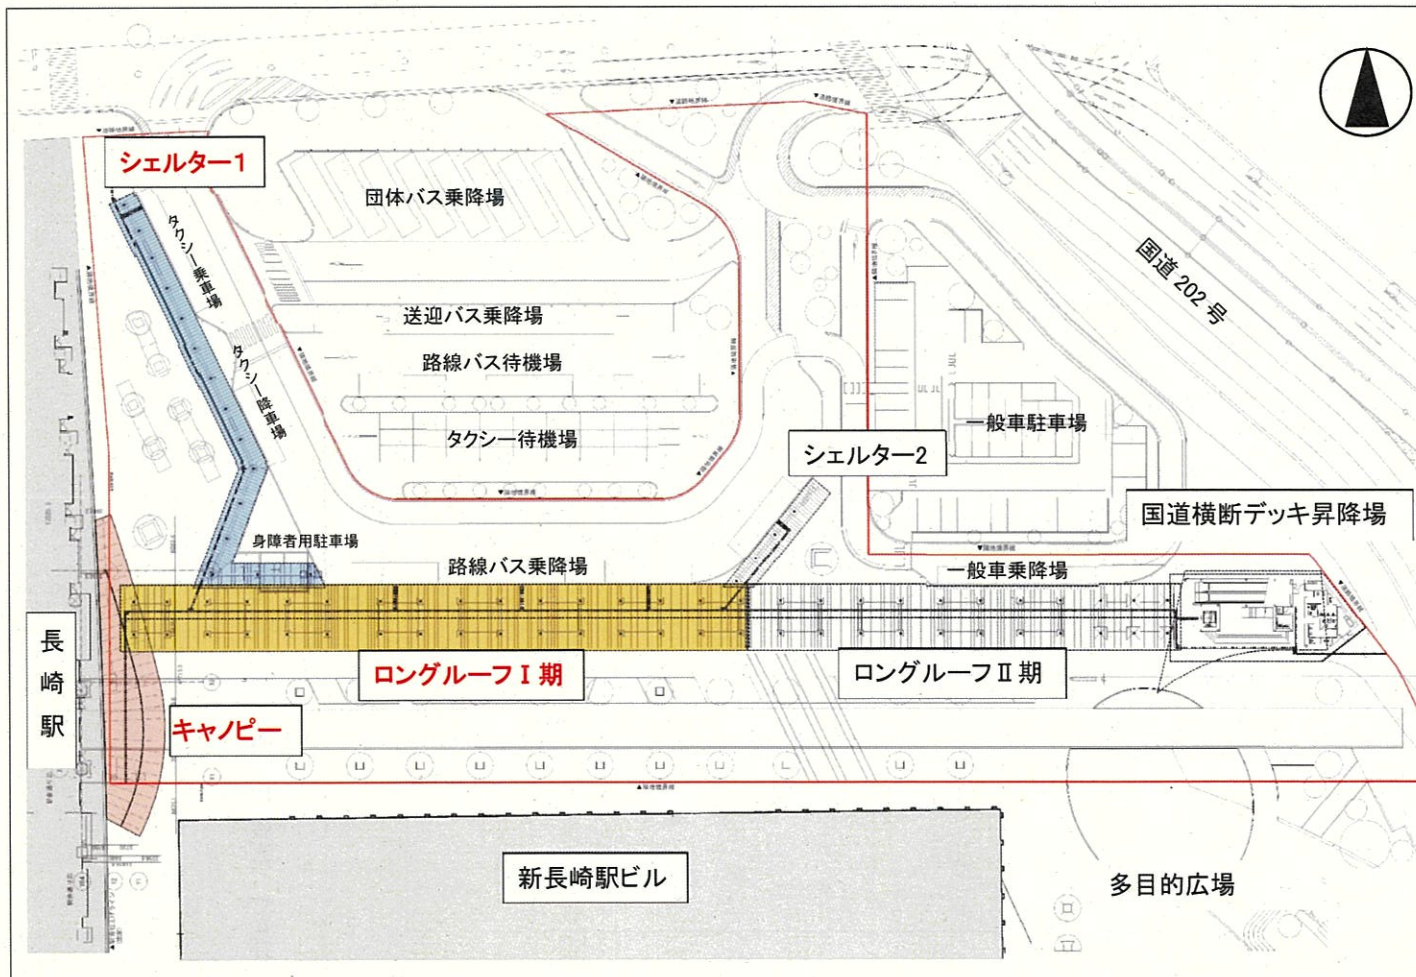 シェルター1
団体バス乗降場
タクシー乗車場
国道 202 号
送迎バス乗降場
路線バス待機場
タクシー降車場
一般車駐車場
タクシー待機場
シェルター2
国道横断デッキ昇降場
身障者用駐車場
路線バス乗降場
一般車乗降場
長崎駅
ロングルーフⅠ期
ロングルーフⅡ期
キャノピー
新長崎駅ビル
多目的広場